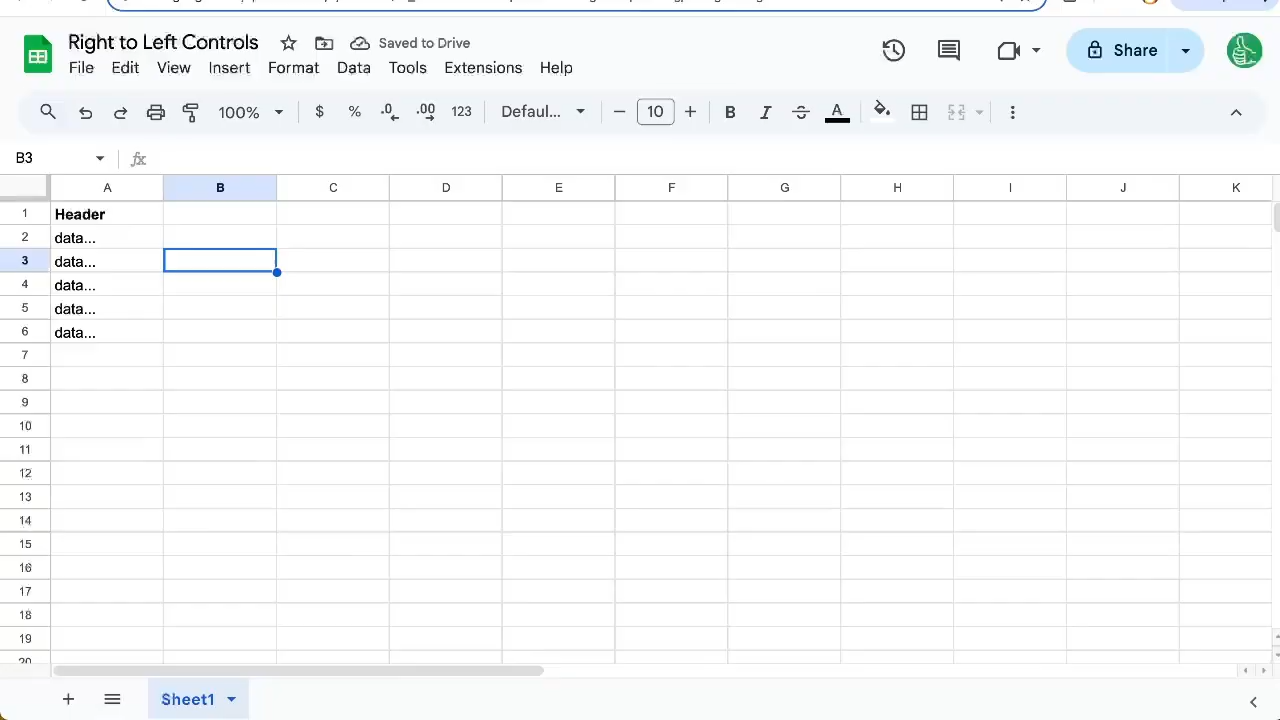 Right to Left Controls
Saved to Drive
File Edit View Insert Format Data Tools Extensions Help
Share
100% $ % .0 .00 123 Defaul... − 10 + B I A
B3 fx
A B C D E F G H I J K
1 Header
2 data...
3 data...
4 data...
5 data...
6 data...
7
8
9
10
11
12
13
14
15
16
17
18
19
20
+ Sheet1